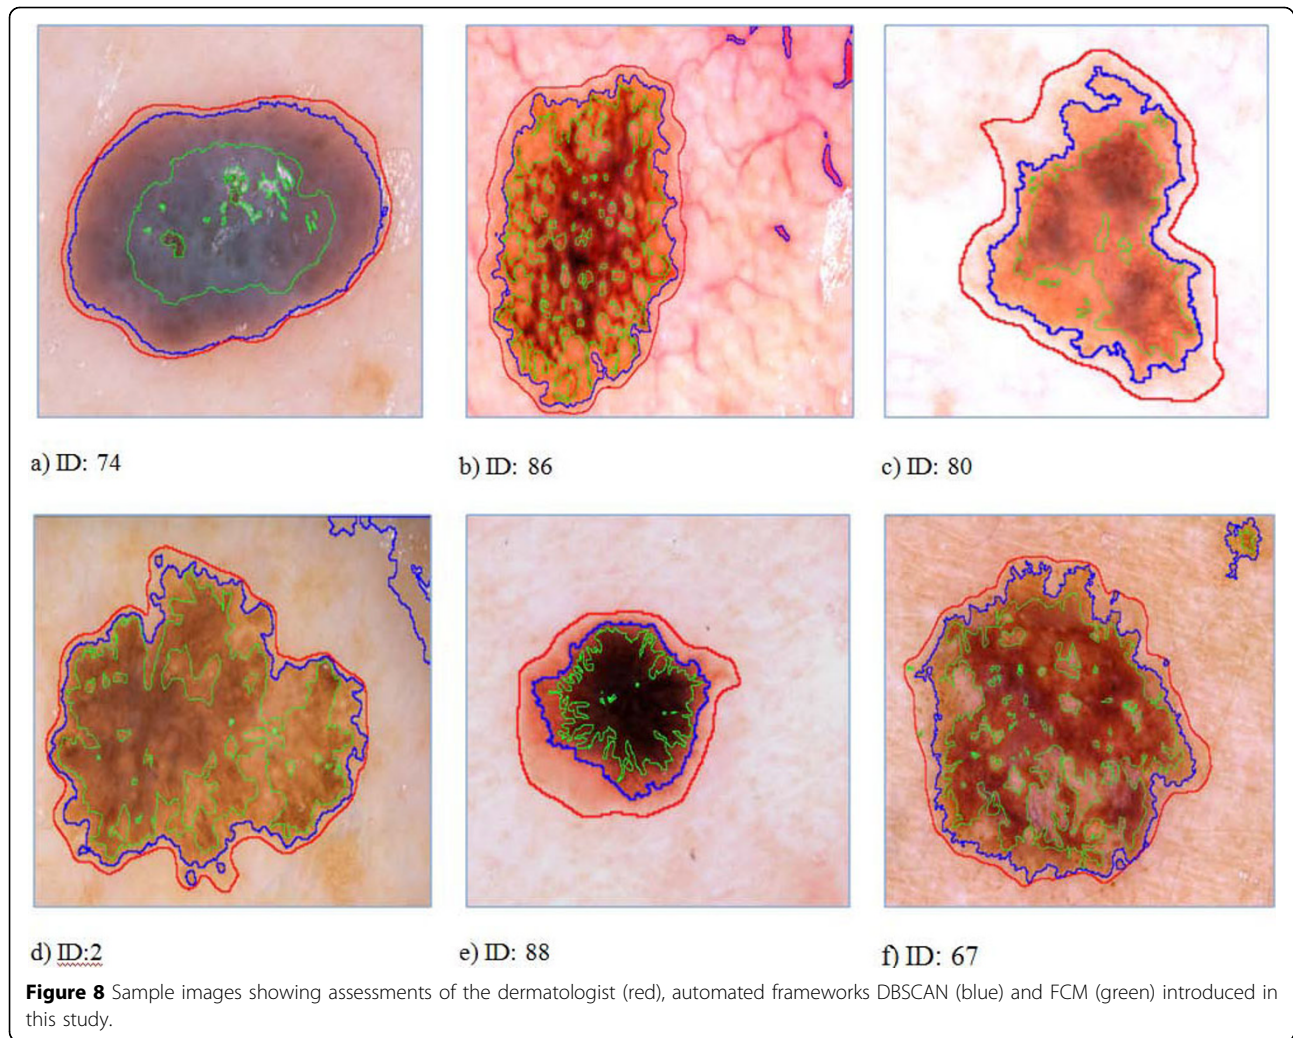 a) ID: 74
b) ID: 86
c) ID: 80
d) ID:2
e) ID: 88
f) ID: 67
Figure 8 Sample images showing assessments of the dermatologist (red), automated frameworks DBSCAN (blue) and FCM (green) introduced in
this study.